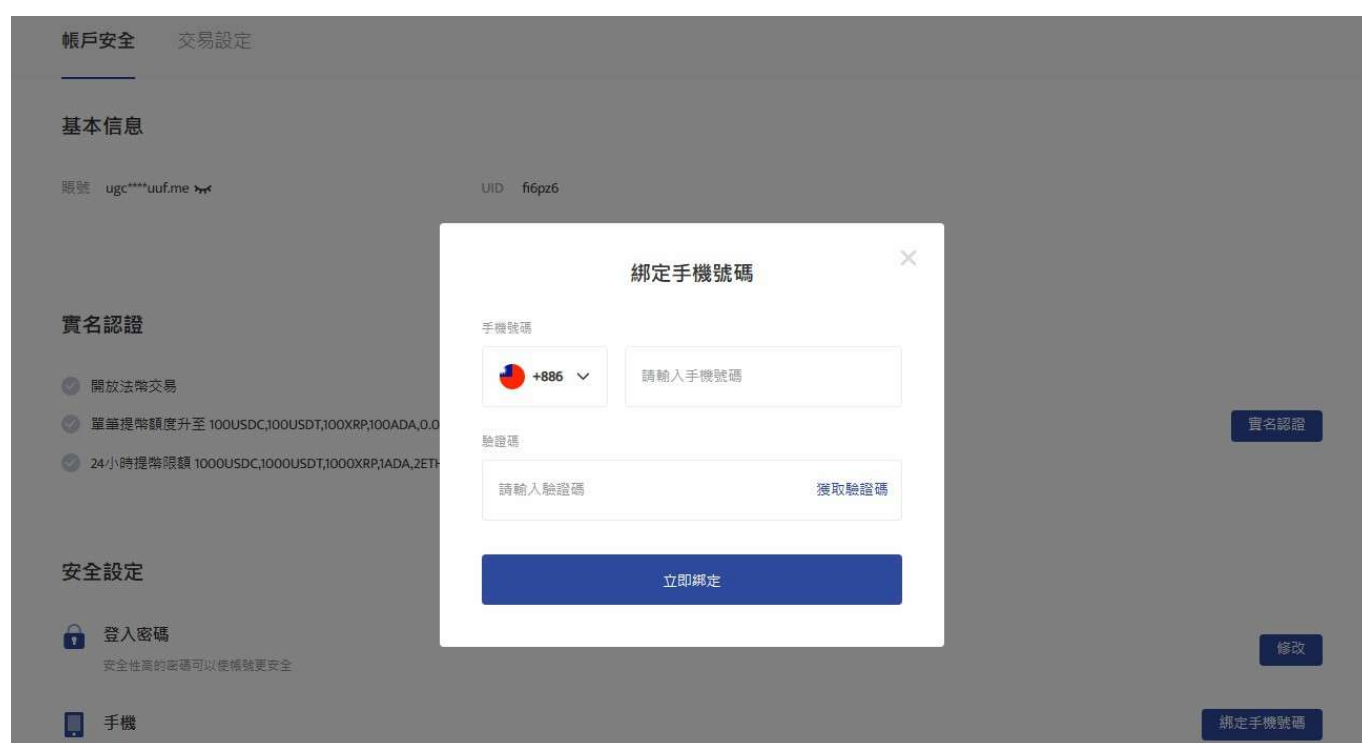 帳戶安全 交易設定
基本信息
賬號 ugc****uuf.me UID fi6pz6
綁定手機號碼
實名認證
手機號碼
+886 請輸入手機號碼
開放法幣交易
單筆提幣額度升至 100USDC,100USDT,100XRP,100ADA,0.0
實名認證
驗證碼
24小時提幣限額 1000USDC,1000USDT,1000XRP,1ADA,2ETH
請輸入驗證碼 獲取驗證碼
安全設定
立即綁定
登入密碼
修改
安全性高的密碼可以使帳號更安全
手機 綁定手機號碼